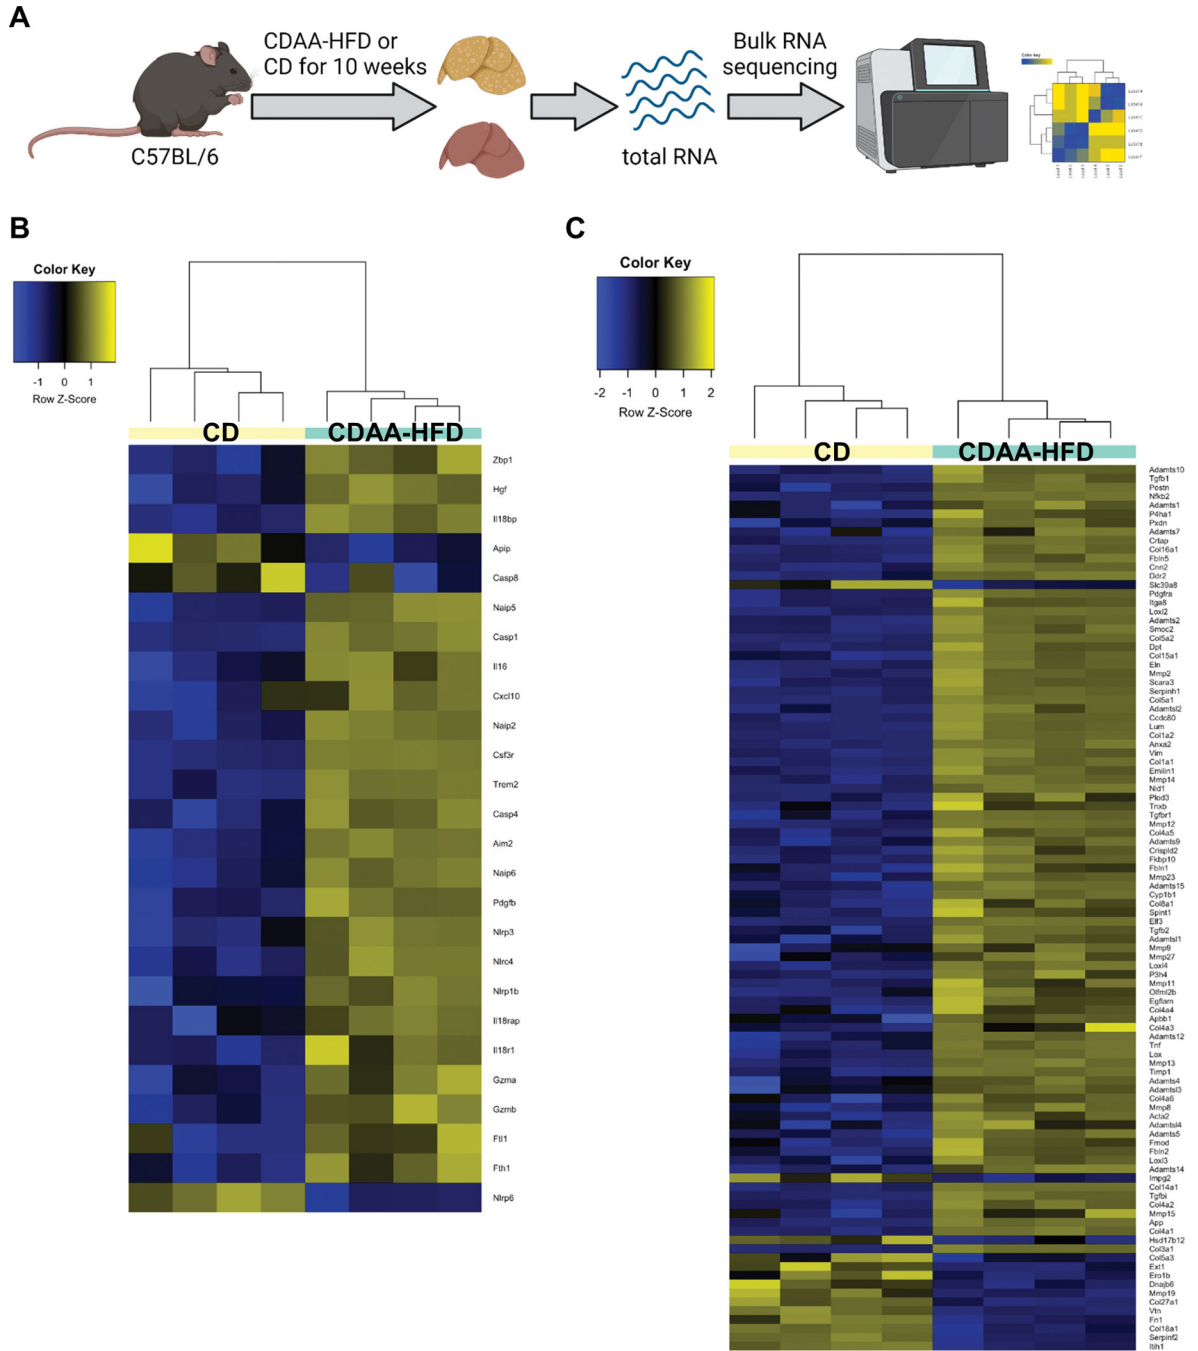 A
CDAA-HFD or
CD for 10 weeks
Bulk RNA
sequencing
C57BL/6
total RNA
Color Key
B
Color Key
-1 0 1
Row Z-Score
CD
CDAA-HFD
Zbp1
Hgf
Il18bp
Apip
Casp8
Naip5
Casp1
Il16
Cxcl10
Naip2
Csf3r
Trem2
Casp4
Aim2
Naip6
Pdgfb
Nlrp3
Nlrc4
Nlrp1b
Il18rap
Il18r1
Gzma
Gzmb
Ftl1
Fth1
Nlrp6
C
Color Key
-2 -1 0 1 2
Row Z-Score
CD
CDAA-HFD
Adamts10
Tgfb1
Postn
Nfkb2
Adamts1
P4ha1
Pxdn
Adamts7
Crtap
Col16a1
Fbln5
Cnn2
Ddr2
Slc39a8
Pdgfra
Itga8
Loxl2
Adamts2
Smoc2
Col5a2
Dpt
Col15a1
Eln
Mmp2
Scara3
Serpinh1
Col5a1
Adamtsl2
Ccdc80
Lum
Col1a2
Anxa2
Vim
Col1a1
Emilin1
Mmp14
Nid1
Plod3
Tnxb
Tgfbr1
Mmp12
Col4a5
Adamts9
Crispld2
Fkbp10
Fbln1
Mmp23
Adamts15
Cyp1b1
Col8a1
Spint1
Elf3
Tgfb2
Adamtsl1
Mmp9
Mmp27
Loxl4
P3h4
Mmp11
Olfml2b
Egflam
Col4a4
Apbb1
Col4a3
Adamts12
Tnf
Lox
Mmp13
Timp1
Adamts4
Adamtsl3
Col4a6
Mmp8
Acta2
Adamtsl4
Adamts5
Fmod
Fbln2
Loxl3
Adamts14
Impg2
Col14a1
Tgfbi
Col4a2
Mmp15
App
Col4a1
Hsd17b12
Col3a1
Col5a3
Ext1
Ero1b
Dnajb6
Mmp19
Col27a1
Vtn
Fn1
Col18a1
Serpinf2
Itih1